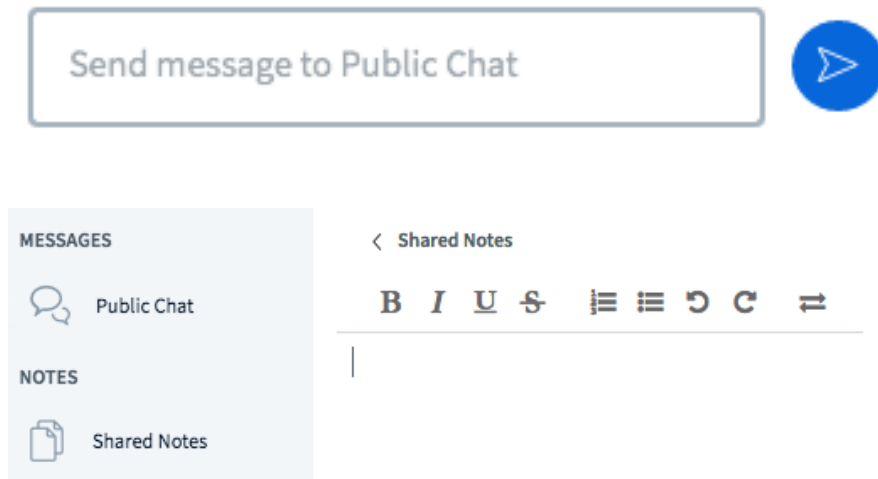 Send message to Public Chat
MESSAGES
Public Chat
NOTES
Shared Notes
Shared Notes
B I U S